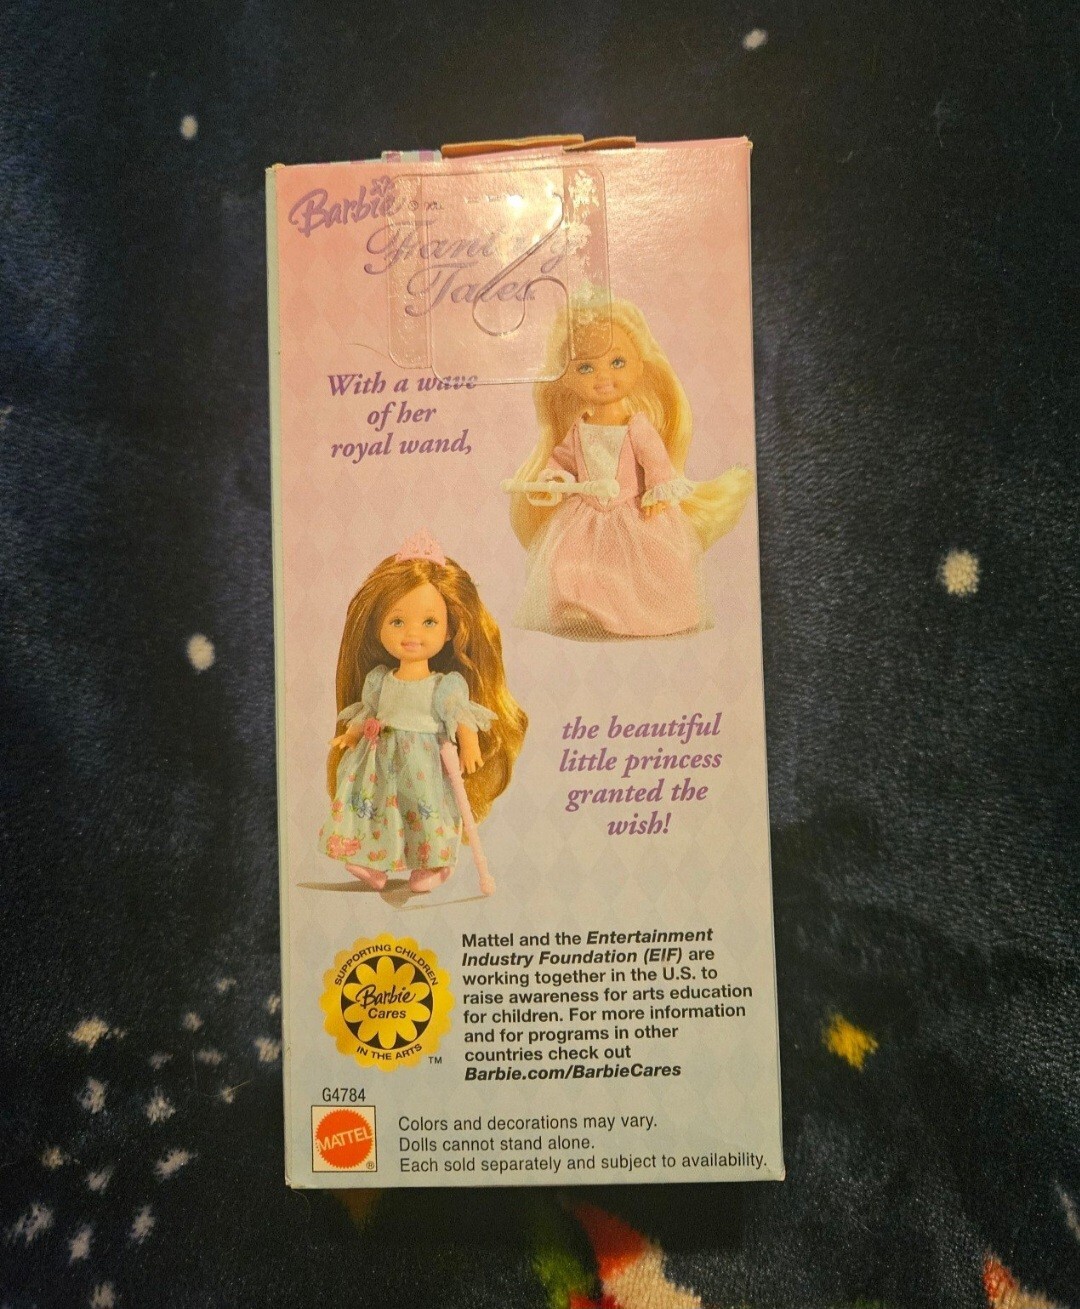 Barbie
Fantasy
Tales
With a wave
of her
royal wand,
the beautiful
little princess
granted the
wish!
SUPPORTING CHILDREN
Barbie
Cares
IN THE ARTS
TM
Mattel and the Entertainment
Industry Foundation (EIF) are
working together in the U.S. to
raise awareness for arts education
for children. For more information
and for programs in other
countries check out
Barbie.com/BarbieCares
G4784
MATTEL
®
Colors and decorations may vary.
Dolls cannot stand alone.
Each sold separately and subject to availability.